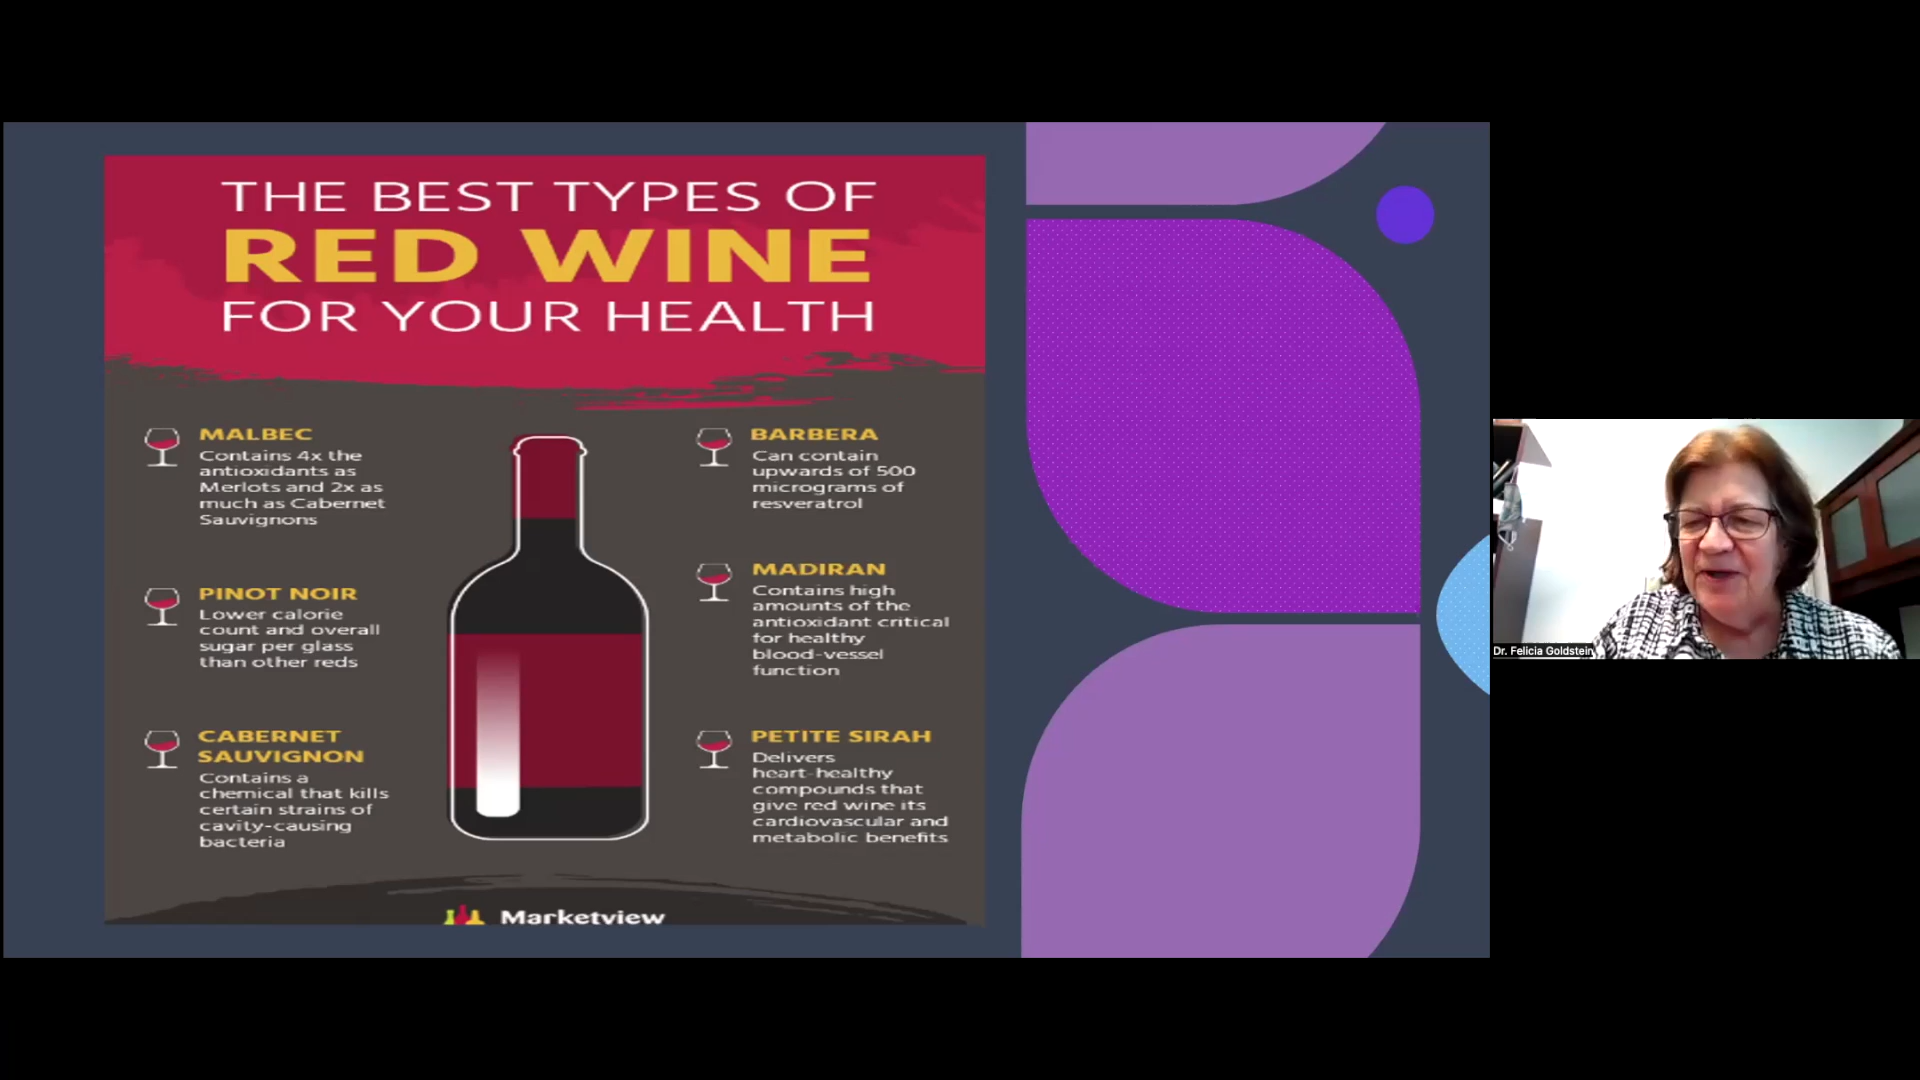 THE BEST TYPES OF
RED WINE
FOR YOUR HEALTH
MALBEC
Contains 4x the
antioxidants as
Merlots and 2x as
much as Cabernet
Sauvignons
PINOT NOIR
Lower calorie
count and overall
sugar per glass
than other reds
CABERNET
SAUVIGNON
Contains a
chemical that kills
certain strains of
cavity-causing
bacteria
BARBERA
Can contain
upwards of 500
micrograms of
resveratrol
MADIRAN
Contains high
amounts of the
antioxidant critical
for healthy
blood-vessel
function
PETITE SIRAH
Delivers
heart-healthy
compounds that
give red wine its
cardiovascular and
metabolic benefits
Marketview
Dr. Felicia Goldstein